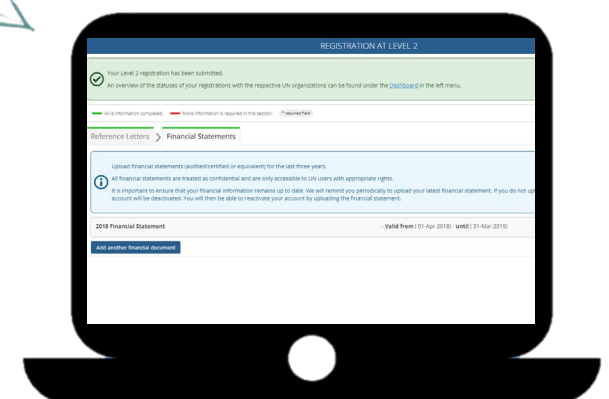 REGISTRATION AT LEVEL 2
Your Level 2 registration has been submitted.
An overview of the statuses of your registrations with the respective UN organizations can be found under the Dashboard in the left menu.
All is information completed. More information is required in this section. * required field
Reference Letters Financial Statements
Upload financial statements (audited/certified or equivalent) for the last three years.
All financial statements are treated as confidential and are only accessible to UN users with appropriate rights.
It is important to ensure that your financial information remains up to date. We will remind you periodically to upload your latest financial statement. If you do not up
account will be deactivated. You will then be able to reactivate your account by uploading the financial statement.
2018 Financial Statement Valid from ( 01-Apr-2018) - until ( 31-Mar-2019)
Add another financial document